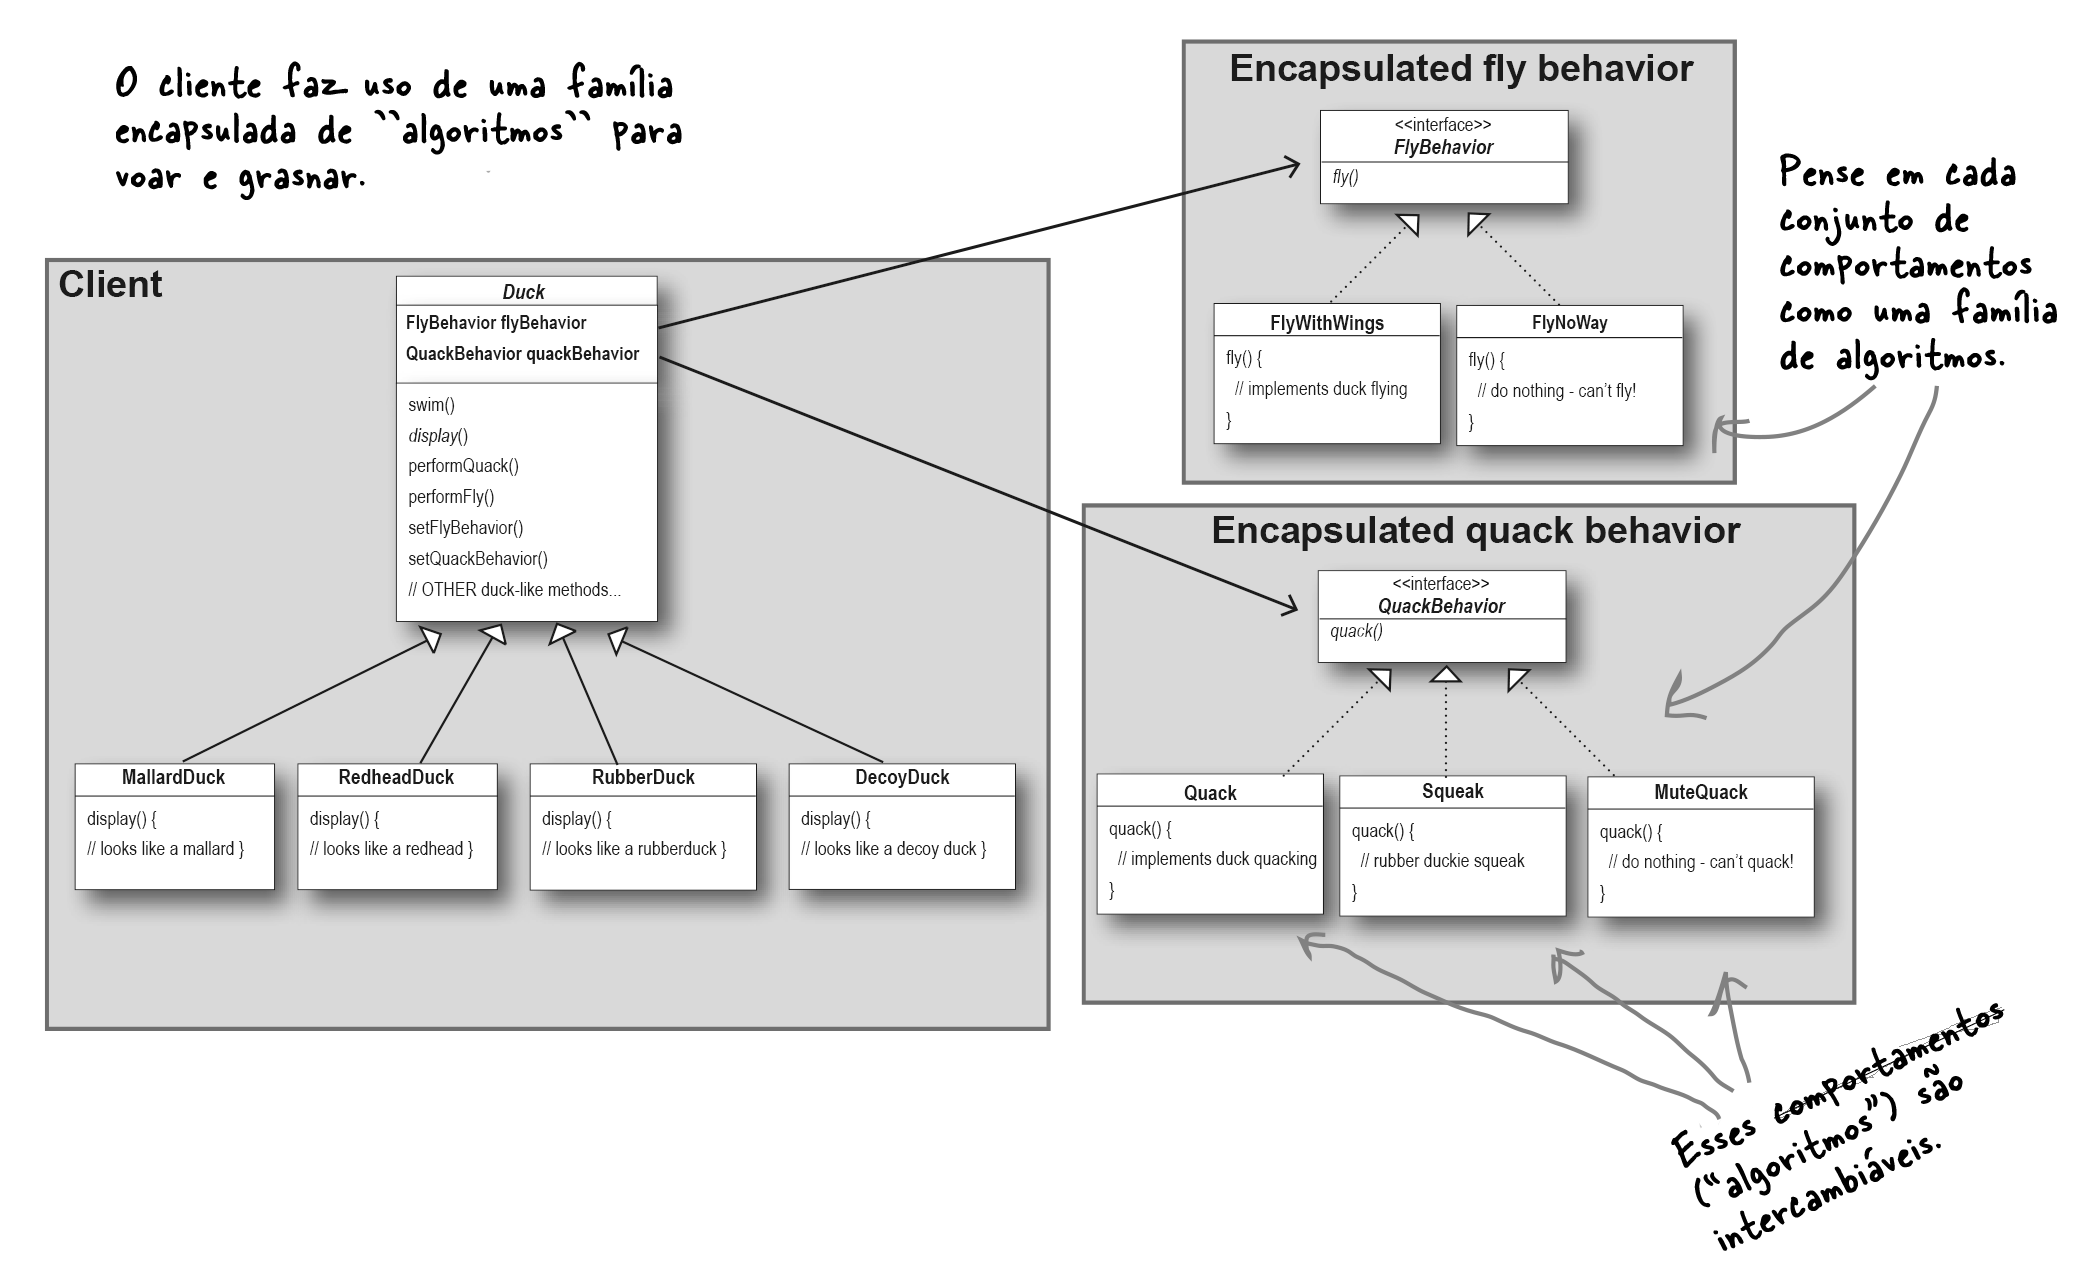 O cliente faz uso de uma família
encapsulada de ``algoritmos`` para
voar e grasnar.
Client
Duck
FlyBehavior flyBehavior
QuackBehavior quackBehavior
swim()
display()
performQuack()
performFly()
setFlyBehavior()
setQuackBehavior()
// OTHER duck-like methods...
MallardDuck
display() {
// looks like a mallard }
RedheadDuck
display() {
// looks like a redhead }
RubberDuck
display() {
// looks like a rubberduck }
DecoyDuck
display() {
// looks like a decoy duck }
Encapsulated fly behavior
<<interface>>
FlyBehavior
fly()
FlyWithWings
fly() {
// implements duck flying
}
FlyNoWay
fly() {
// do nothing - can't fly!
}
Pense em cada
conjunto de
comportamentos
como uma família
de algoritmos.
Encapsulated quack behavior
<<interface>>
QuackBehavior
quack()
Quack
quack() {
// implements duck quacking
}
Squeak
quack() {
// rubber duckie squeak
}
MuteQuack
quack() {
// do nothing - can't quack!
}
Esses comportamentos
("algoritmos") são
intercambiáveis.